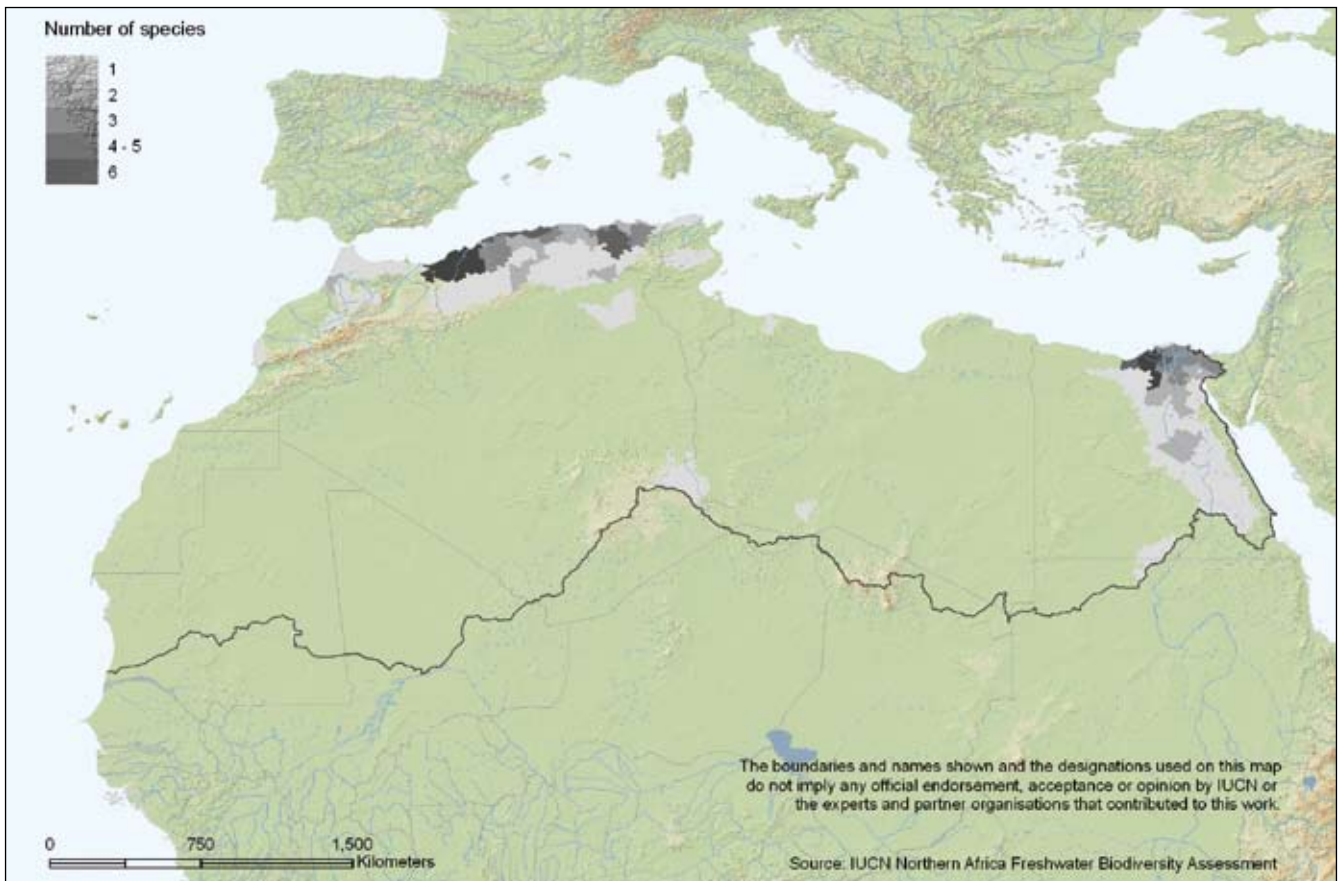 Number of species
1
2
3
4 - 5
6
The boundaries and names shown and the designations used on this map
do not imply any official endorsement, acceptance or opinion by IUCN or
the experts and partner organisations that contributed to this work.
0 750 1,500
Kilometers
Source: IUCN Northern Africa Freshwater Biodiversity Assessment